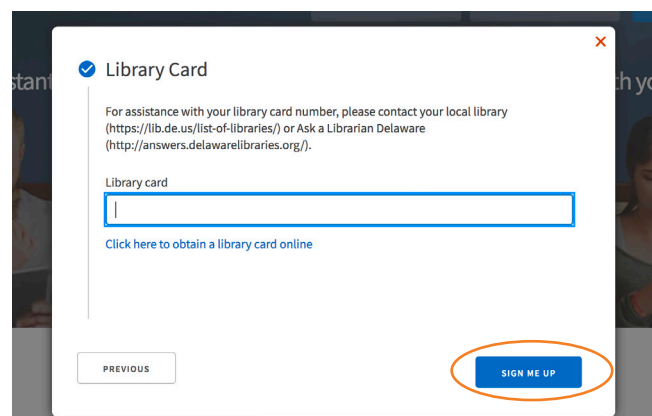 Library Card
For assistance with your library card number, please contact your local library
(https://lib.de.us/list-of-libraries/) or Ask a Librarian Delaware
(http://answers.delawarelibraries.org/).
Library card
Click here to obtain a library card online
PREVIOUS
SIGN ME UP